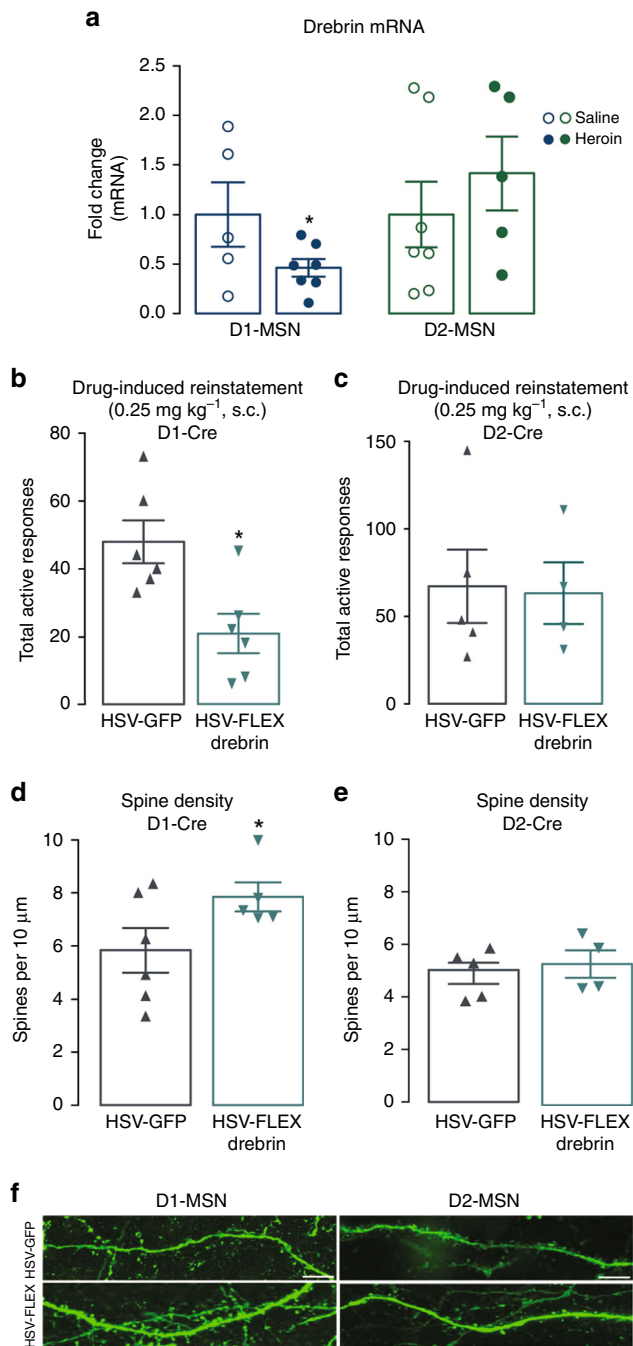 a
Drebrin mRNA
Fold change
(mRNA)
2.5
2.0
1.5
1.0
0.5
0.0
*
Saline
Heroin
D1-MSN
D2-MSN
b
Drug-induced reinstatement
(0.25 mg kg⁻¹, s.c.)
D1-Cre
Total active responses
80
60
40
20
0
*
HSV-GFP
HSV-FLEX
drebrin
c
Drug-induced reinstatement
(0.25 mg kg⁻¹, s.c.)
D2-Cre
Total active responses
150
100
50
0
HSV-GFP
HSV-FLEX
drebrin
d
Spine density
D1-Cre
Spines per 10 μm
10
8
6
4
2
0
*
HSV-GFP
HSV-FLEX
drebrin
e
Spine density
D2-Cre
Spines per 10 μm
10
8
6
4
2
0
HSV-GFP
HSV-FLEX
drebrin
f
D1-MSN
D2-MSN
HSV-GFP
HSV-FLEX